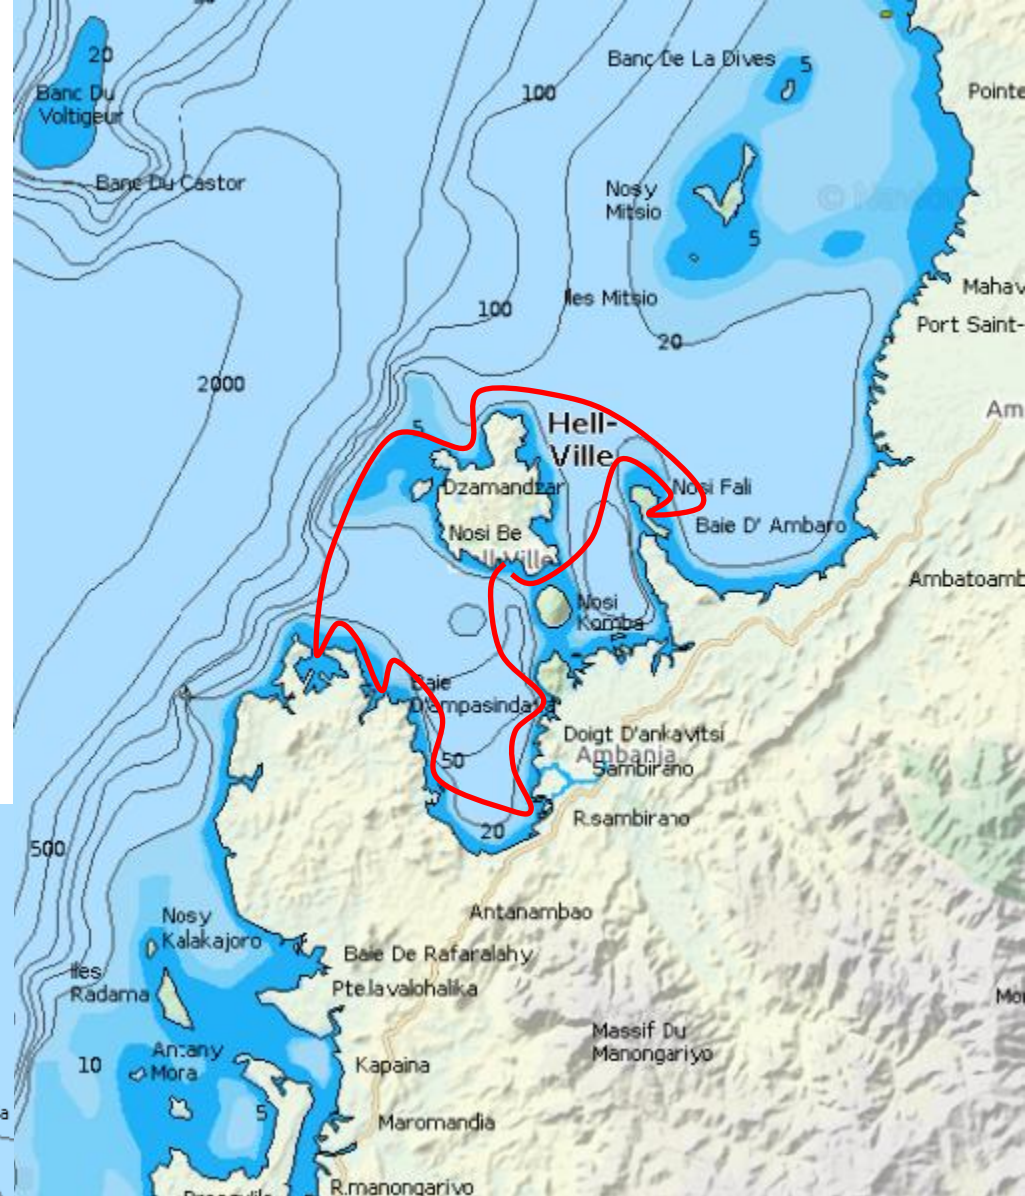 20
Banc De La Dives
5
Banc Du
Voltigeur
100
Pointe
Banc Du Castor
Nosy
Mitsio
5
Iles Mitsio
Mahav
100
Port Saint-
20
2000
Am
Hell-
Ville
5
Dzamandzar
Nosi Fali
Nosi Be
Baie D' Ambaro
Hell-Ville
Ambatoamb
Nosi
Komba
Baie
D'ampasindava
Doigt D'ankavitsi
Ambanja
50
Sambirano
R.sambirano
20
500
Antanambao
Nosy
Kalakajoro
Baie De Rafaralahy
Iles
Radama
Pte.lavalohalika
Massif Du
Manongarivo
Antany
Mora
10
Kapaina
5
Maromandia
a
R.manongarivo